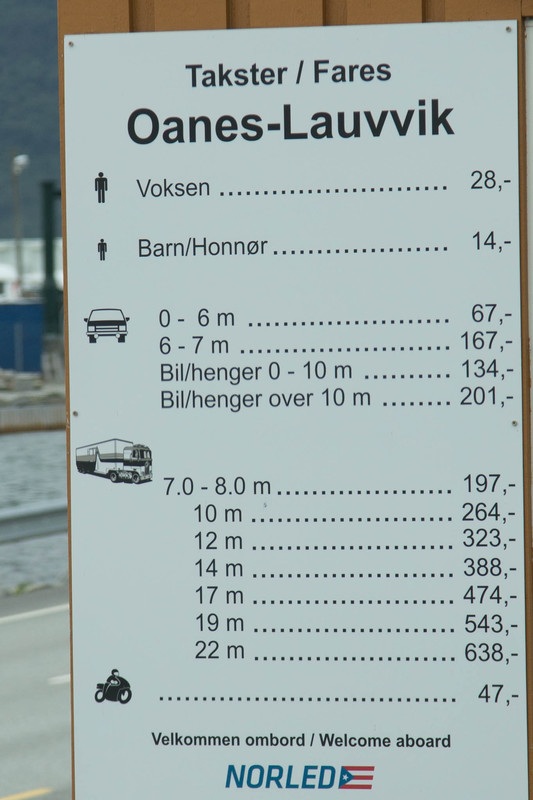 Takster / Fares
Oanes-Lauvvik
Voksen ............................ 28,-
Barn/Honnør ...................... 14,-
0 - 6 m ......................... 67,-
6 - 7 m .......................... 167,-
Bil/henger 0 - 10 m .......... 134,-
Bil/henger over 10 m ........ 201,-
7.0 - 8.0 m ...................... 197,-
10 m ......................... 264,-
12 m ......................... 323,-
14 m ......................... 388,-
17 m ......................... 474,-
19 m ......................... 543,-
22 m ......................... 638,-
..................................... 47,-
Velkommen ombord / Welcome aboard
NORLED